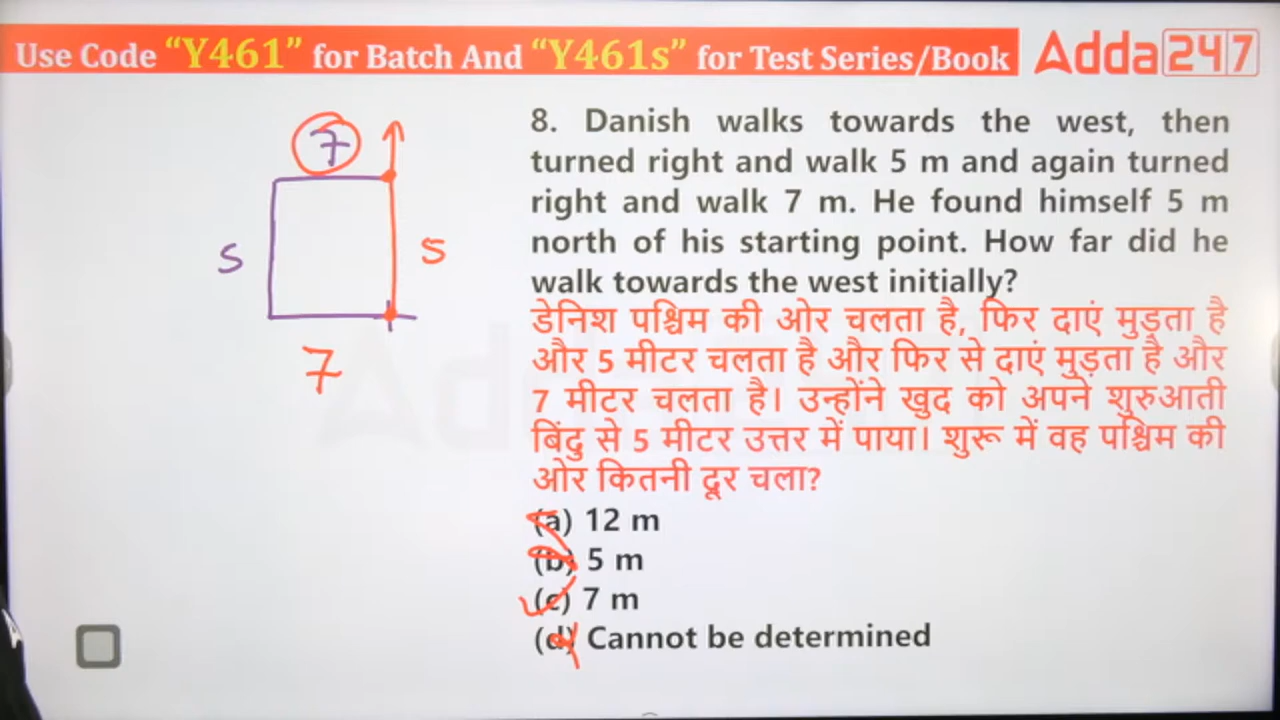 Use Code “Y461” for Batch And “Y461s” for Test Series/Book
Adda247
7
5
5
7
8. Danish walks towards the west, then
turned right and walk 5 m and again turned
right and walk 7 m. He found himself 5 m
north of his starting point. How far did he
walk towards the west initially?
डेनिश पश्चिम की ओर चलता है, फिर दाएं मुड़ता है
और 5 मीटर चलता है और फिर से दाएं मुड़ता है और
7 मीटर चलता है। उन्होंने खुद को अपने शुरुआती
बिंदु से 5 मीटर उत्तर में पाया। शुरू में वह पश्चिम की
ओर कितनी दूर चला?
(a) 12 m
(b) 5 m
(c) 7 m
(d) Cannot be determined